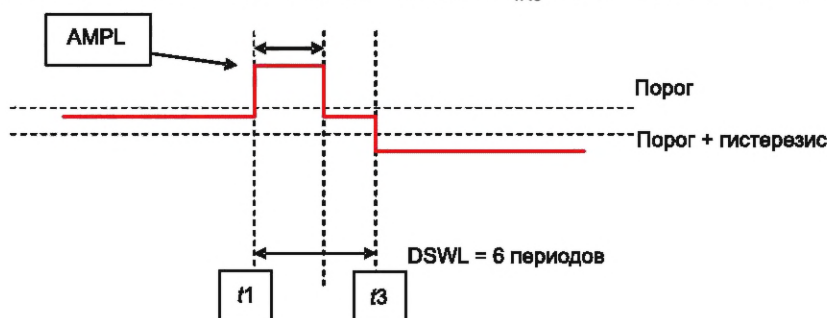 AMPL
Порог
Порог + гистерезис
DSWL = 6 периодов
t1
t3